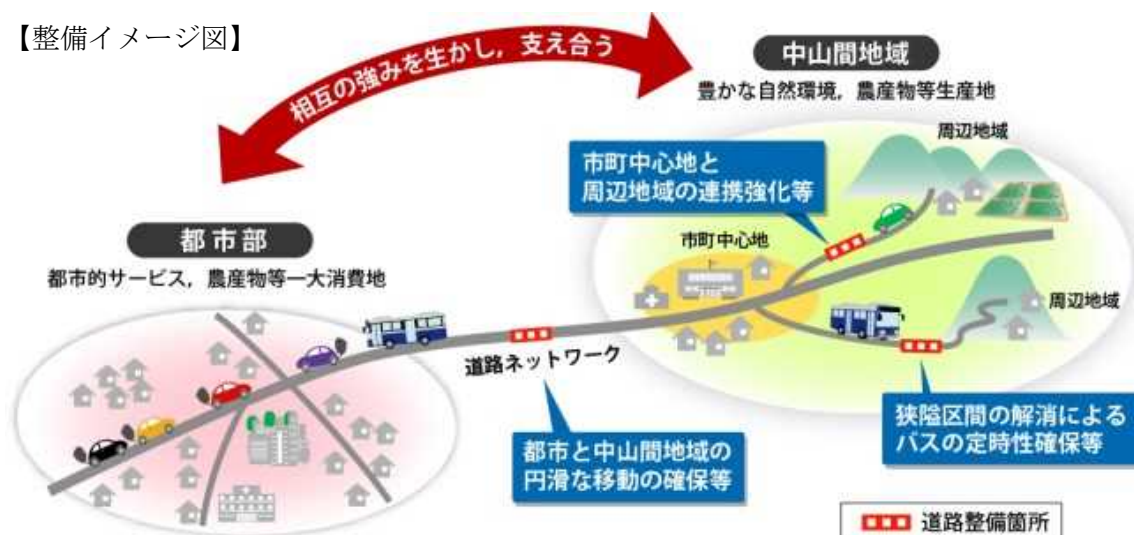 【整備イメージ図】
相互の強みを生かし，支え合う
中山間地域
豊かな自然環境，農産物等生産地
周辺地域
市町中心地と
周辺地域の連携強化等
市町中心地
都市部
都市的サービス，農産物等一大消費地
周辺地域
道路ネットワーク
狭隘区間の解消による
バスの定時性確保等
都市と中山間地域の
円滑な移動の確保等
道路整備箇所